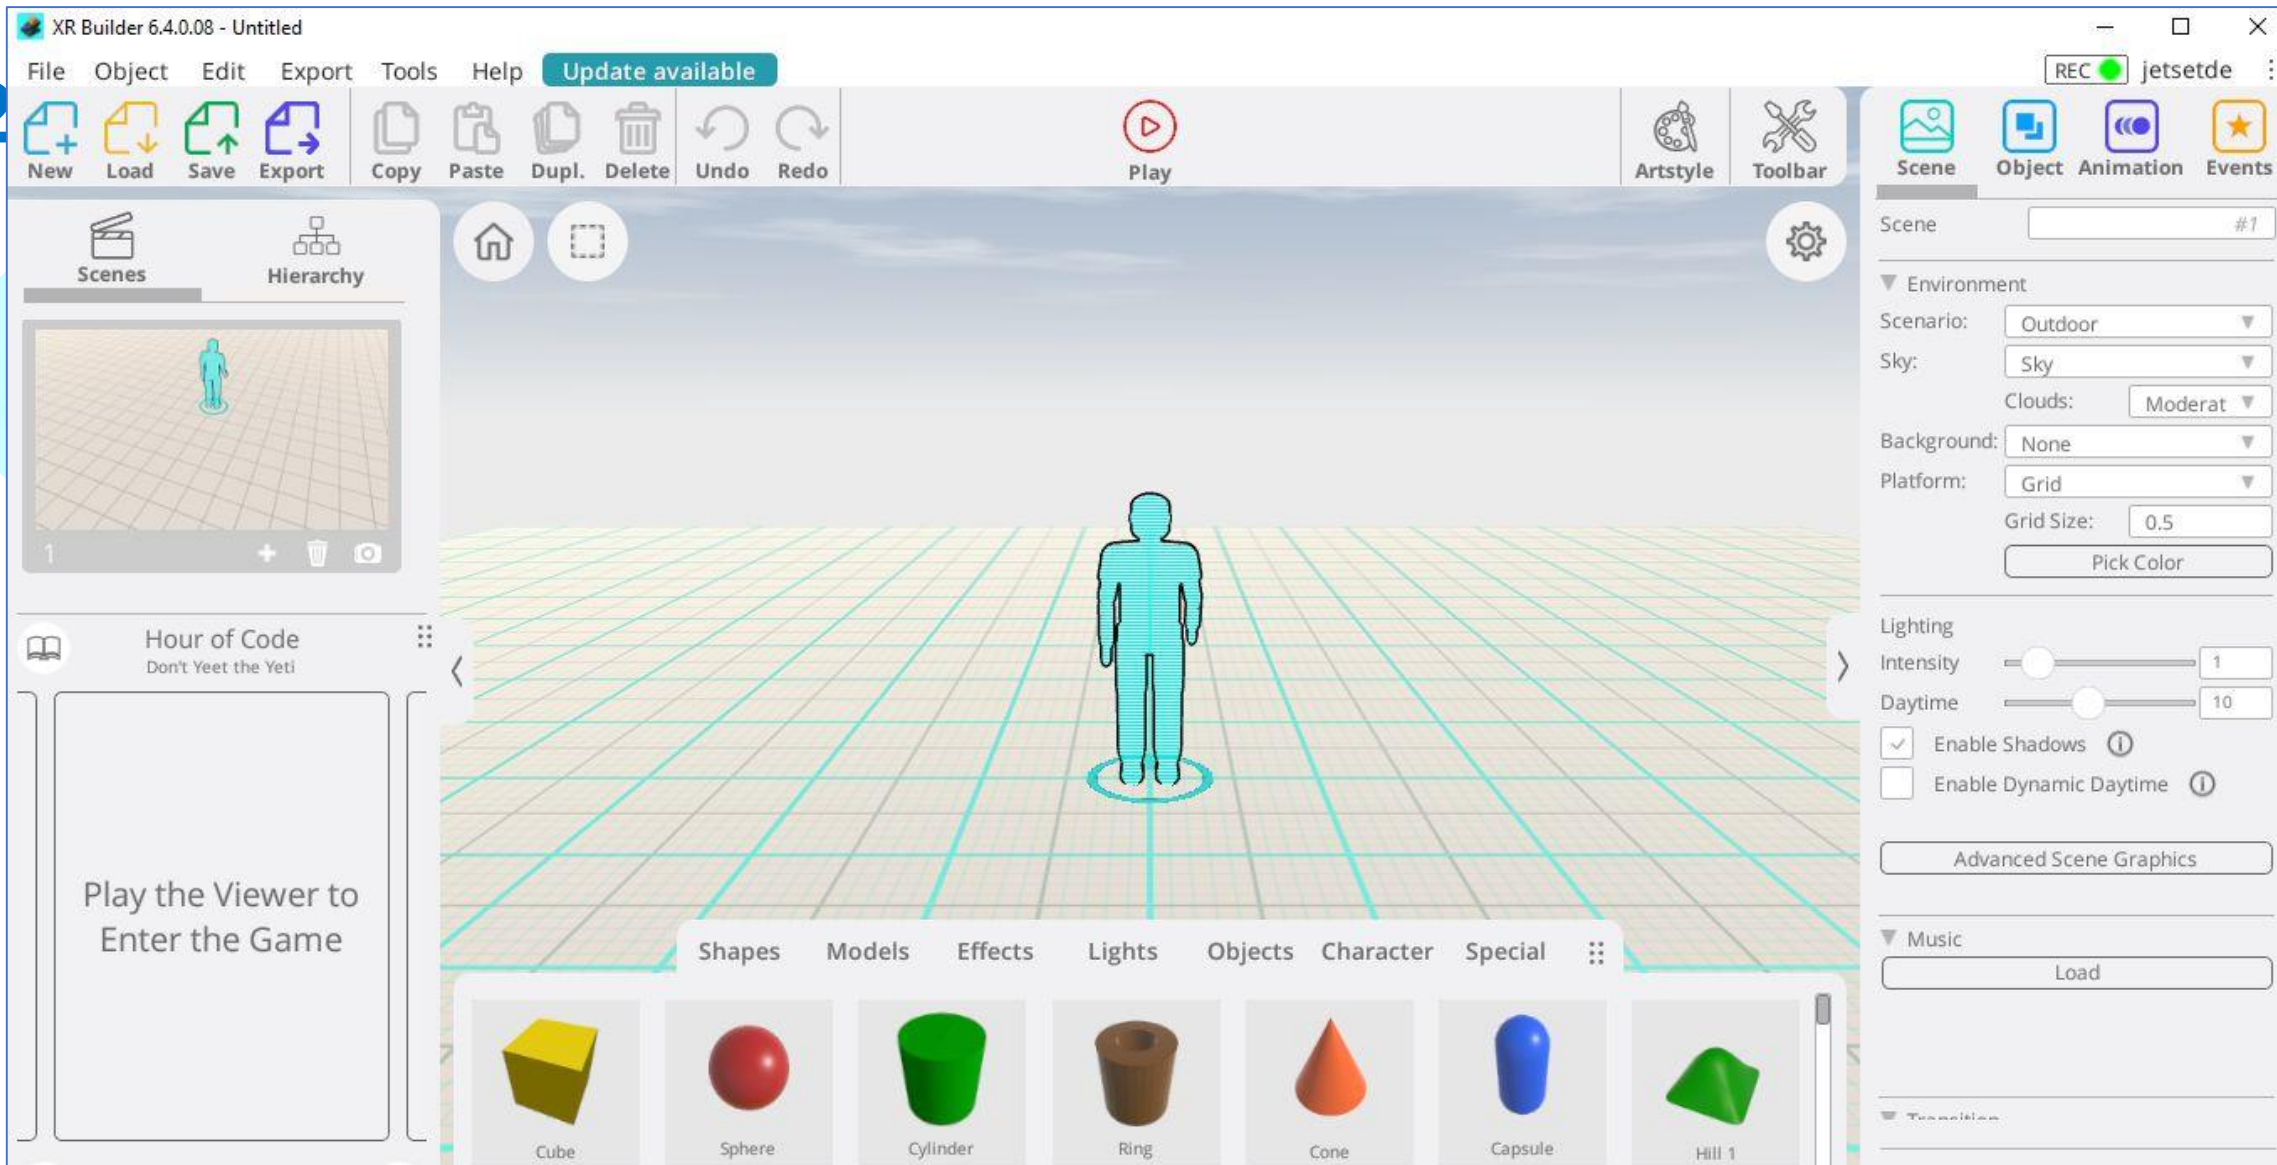 XR Builder 6.4.0.08 - Untitled
File Object Edit Export Tools Help Update available
REC jetsetde
New Load Save Export Copy Paste Dupl. Delete Undo Redo
Play
Artstyle Toolbar
Scene Object Animation Events
Scenes Hierarchy
1
Hour of Code
Don't Yeet the Yeti
Play the Viewer to
Enter the Game
Shapes Models Effects Lights Objects Character Special
Cube Sphere Cylinder Ring Cone Capsule Hill 1
Scene #1
Environment
Scenario: Outdoor
Sky: Sky
Clouds: Moderat
Background: None
Platform: Grid
Grid Size: 0.5
Pick Color
Lighting
Intensity 1
Daytime 10
Enable Shadows
Enable Dynamic Daytime
Advanced Scene Graphics
Music
Load
Transition